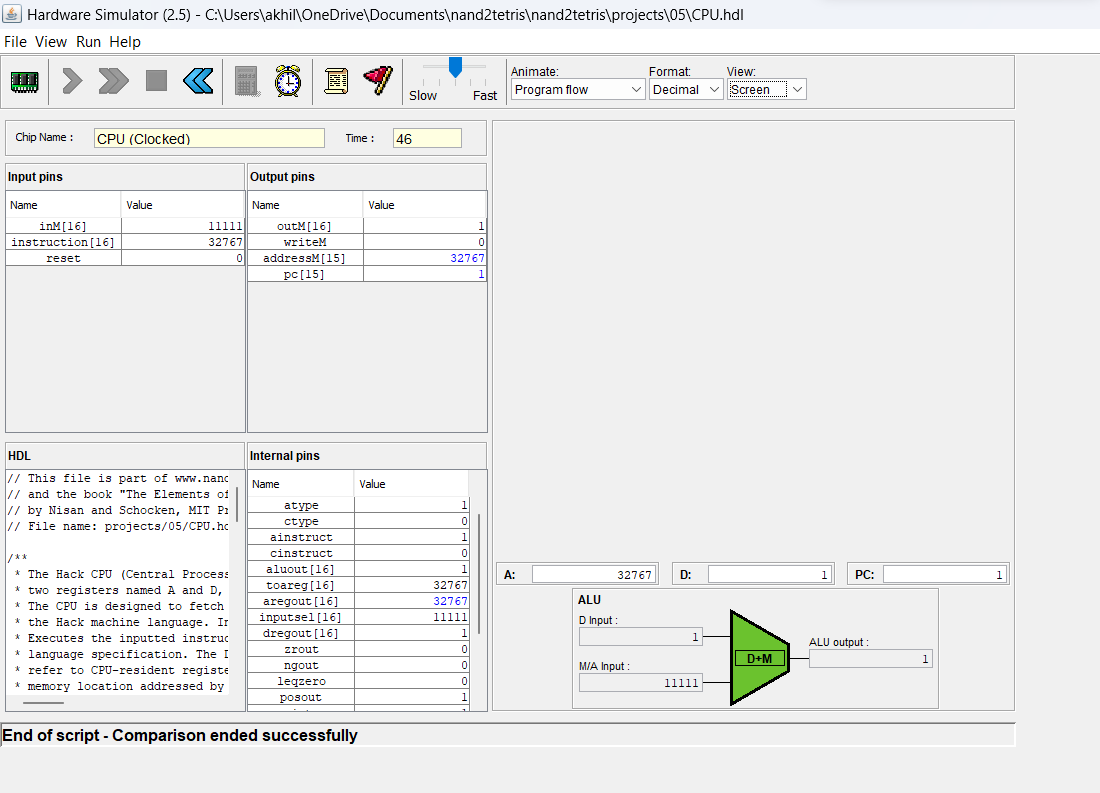 Hardware Simulator (2.5) - C:\Users\akhil\OneDrive\Documents\nand2tetris\nand2tetris\projects\05\CPU.hdl
File View Run Help
Slow Fast
Animate: Format: View:
Program flow Decimal Screen
Chip Name : CPU (Clocked) Time : 46
Input pins
Name Value
inM[16] 11111
instruction[16] 32767
reset 0
Output pins
Name Value
outM[16] 1
writeM 0
addressM[15] 32767
pc[15] 1
HDL
// This file is part of www.nand
// and the book "The Elements of
// by Nisan and Schocken, MIT Pr
// File name: projects/05/CPU.hd
/**
* The Hack CPU (Central Process
* two registers named A and D,
* The CPU is designed to fetch
* the Hack machine language. In
* Executes the inputted instruc
* language specification. The D
* refer to CPU-resident registe
* memory location addressed by
Internal pins
Name Value
atype 1
ctype 0
ainstruct 1
cinstruct 0
aluout[16] 1
toareg[16] 32767
aregout[16] 32767
inputsel[16] 11111
dregout[16] 1
zrout 0
ngout 0
leqzero 0
posout 1
A: 32767 D: 1 PC: 1
ALU
D Input :
1
M/A Input :
11111
D+M
ALU output :
1
End of script - Comparison ended successfully